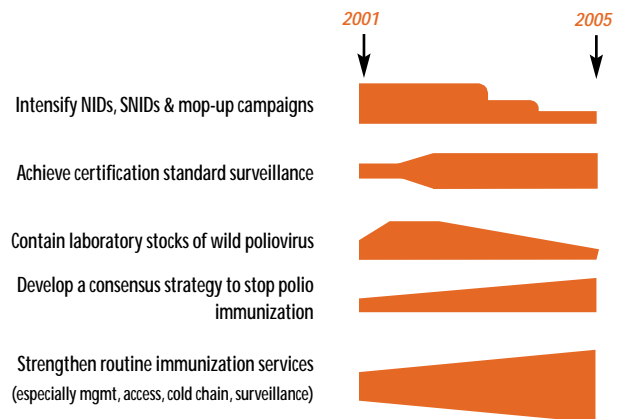 2001 2005
Intensify NIDs, SNIDs & mop-up campaigns
Achieve certification standard surveillance
Contain laboratory stocks of wild poliovirus
Develop a consensus strategy to stop polio
immunization
Strengthen routine immunization services
(especially mgmt, access, cold chain, surveillance)